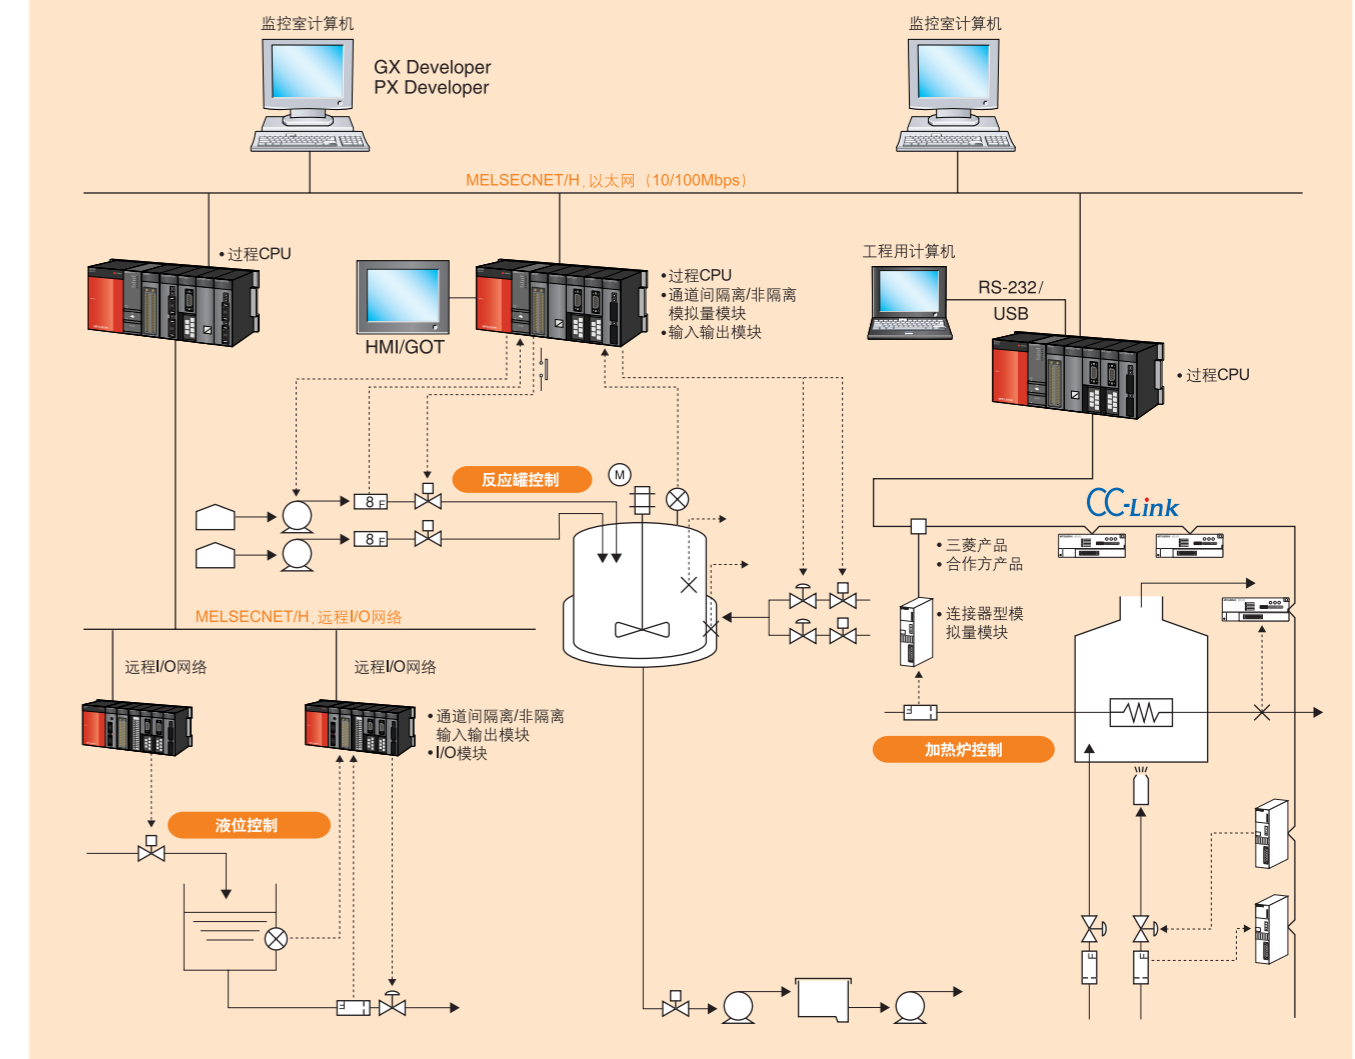 监控室计算机
监控室计算机
GX Developer
PX Developer
MELSECNET/H, 以太网（10/100Mbps）
•过程CPU
HMI/GOT
•过程CPU
•通道间隔离/非隔离
模拟量模块
•输入输出模块
工程用计算机
RS-232/
USB
•过程CPU
反应罐控制
M
8 F
8 F
CC-Link
•三菱产品
•合作方产品
•连接器型模
拟量模块
MELSECNET/H, 远程I/O网络
远程I/O网络
远程I/O网络
•通道间隔离/非隔离
输入输出模块
•I/O模块
加热炉控制
液位控制
F
F
F
F